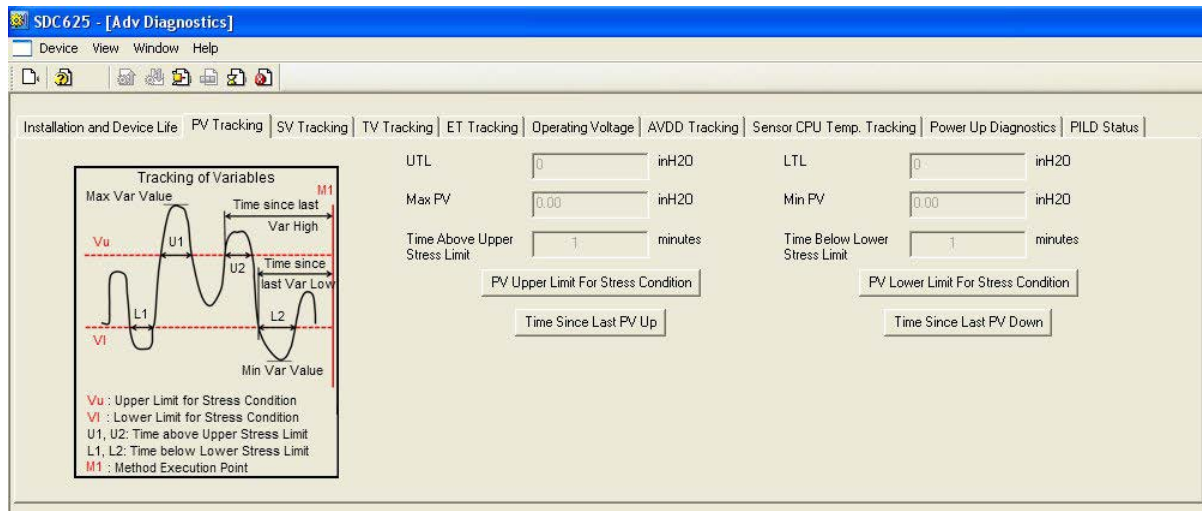 SDC625 - [Adv Diagnostics]
Device View Window Help
Installation and Device Life PV Tracking SV Tracking TV Tracking ET Tracking Operating Voltage AVDD Tracking Sensor CPU Temp. Tracking Power Up Diagnostics PILD Status
Tracking of Variables
M1
Max Var Value
Time since last
Var High
Vu
U1
U2
Time since
last Var Low
L1
L2
Vl
Min Var Value
Vu : Upper Limit for Stress Condition
Vl : Lower Limit for Stress Condition
U1, U2: Time above Upper Stress Limit
L1, L2: Time below Lower Stress Limit
M1 : Method Execution Point
UTL 0 inH2O
LTL 0 inH2O
Max PV 0.00 inH2O
Min PV 0.00 inH2O
Time Above Upper
Stress Limit
1 minutes
Time Below Lower
Stress Limit
1 minutes
PV Upper Limit For Stress Condition
PV Lower Limit For Stress Condition
Time Since Last PV Up
Time Since Last PV Down